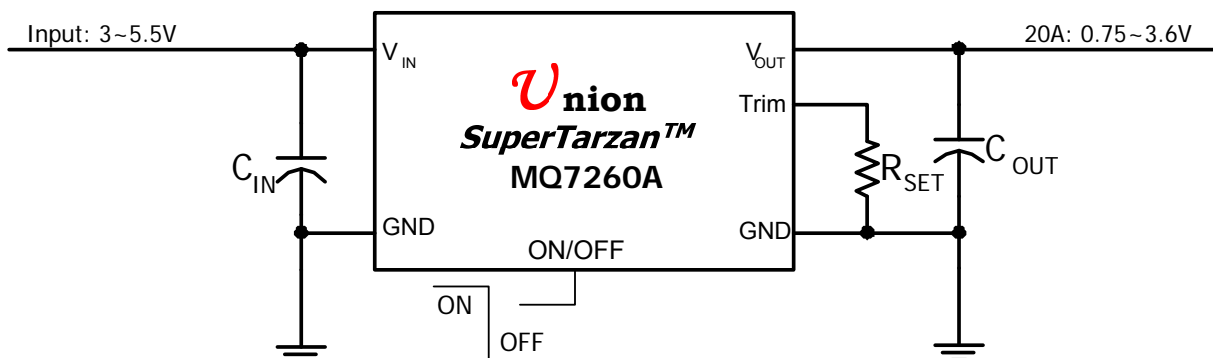 Input: 3~5.5V
20A: 0.75~3.6V
VIN
VOUT
Union
SuperTarzan™
MQ7260A
Trim
CIN
RSET
COUT
GND
GND
ON/OFF
ON
OFF